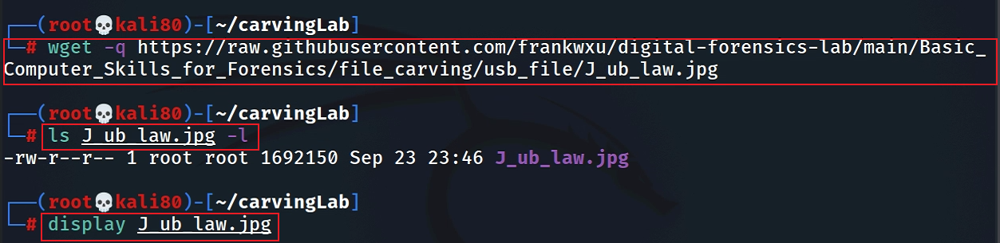 ┌──(root💀kali80)-[~/carvingLab]
└─# wget -q https://raw.githubusercontent.com/frankwxu/digital-forensics-lab/main/Basic_
Computer_Skills_for_Forensics/file_carving/usb_file/J_ub_law.jpg
┌──(root💀kali80)-[~/carvingLab]
└─# ls J_ub_law.jpg -l
-rw-r--r-- 1 root root 1692150 Sep 23 23:46 J_ub_law.jpg
┌──(root💀kali80)-[~/carvingLab]
└─# display J_ub_law.jpg